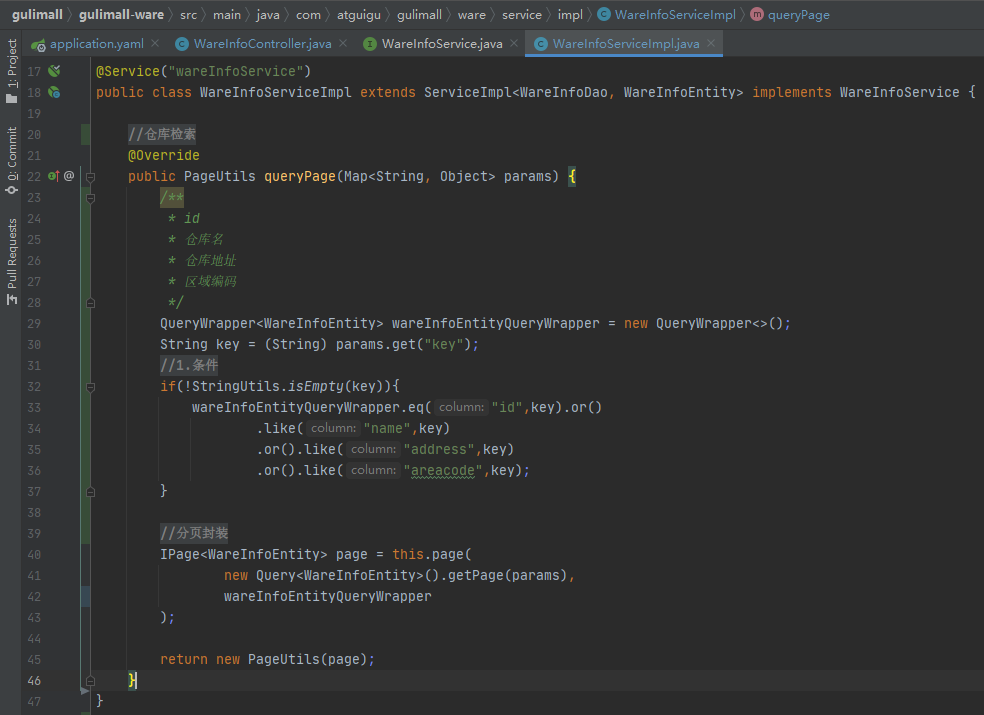 gulimall gulimall-ware src main java com atguigu gulimall ware service impl WareInfoServiceImpl queryPage
application.yaml WareInfoController.java WareInfoService.java WareInfoServiceImpl.java
1: Project
0: Commit
Pull Requests
17 @Service("wareInfoService")
18 public class WareInfoServiceImpl extends ServiceImpl<WareInfoDao, WareInfoEntity> implements WareInfoService {
19
20 //仓库检索
21 @Override
22 public PageUtils queryPage(Map<String, Object> params) {
23 /**
24 * id
25 * 仓库名
26 * 仓库地址
27 * 区域编码
28 */
29 QueryWrapper<WareInfoEntity> wareInfoEntityQueryWrapper = new QueryWrapper<>();
30 String key = (String) params.get("key");
31 //1.条件
32 if(!StringUtils.isEmpty(key)){
33 wareInfoEntityQueryWrapper.eq( column: "id",key).or()
34 .like( column: "name",key)
35 .or().like( column: "address",key)
36 .or().like( column: "areacode",key);
37 }
38
39 //分页封装
40 IPage<WareInfoEntity> page = this.page(
41 new Query<WareInfoEntity>().getPage(params),
42 wareInfoEntityQueryWrapper
43 );
44
45 return new PageUtils(page);
46 }
47 }